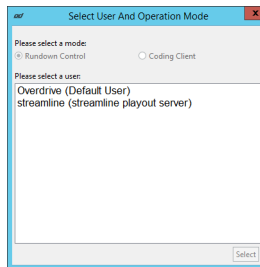 Select User And Operation Mode
Please select a mode:
Rundown Control Coding Client
Please select a user:
Overdrive (Default User)
streamline (streamline playout server)
Select